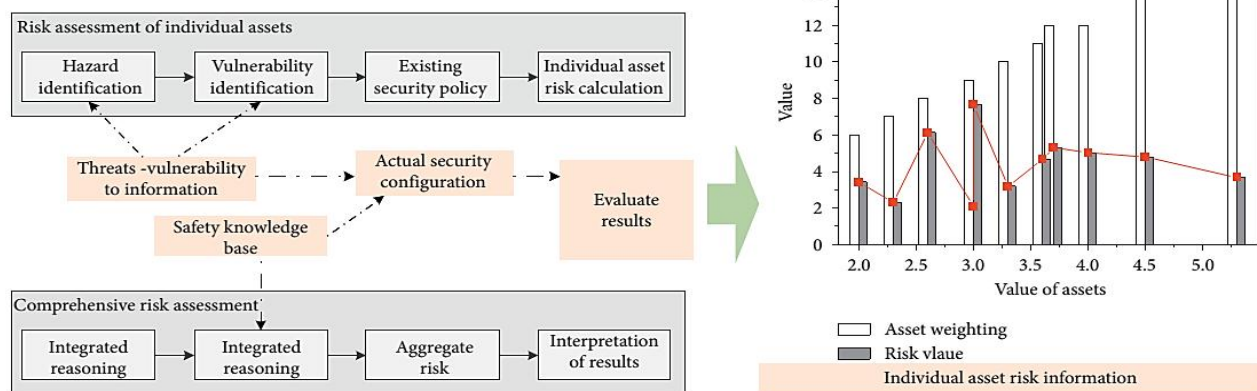 Risk assessment of individual assets
Hazard
identification
Vulnerability
identification
Existing
security policy
Individual asset
risk calculation
Threats -vulnerability
to information
Actual security
configuration
Safety knowledge
base
Evaluate
results
Comprehensive risk assessment
Integrated
reasoning
Integrated
reasoning
Aggregate
risk
Interpretation
of results
12
10
8
6
4
2
0
Value
2.0 2.5 3.0 3.5 4.0 4.5 5.0
Value of assets
Asset weighting
Risk vlaue
Individual asset risk information